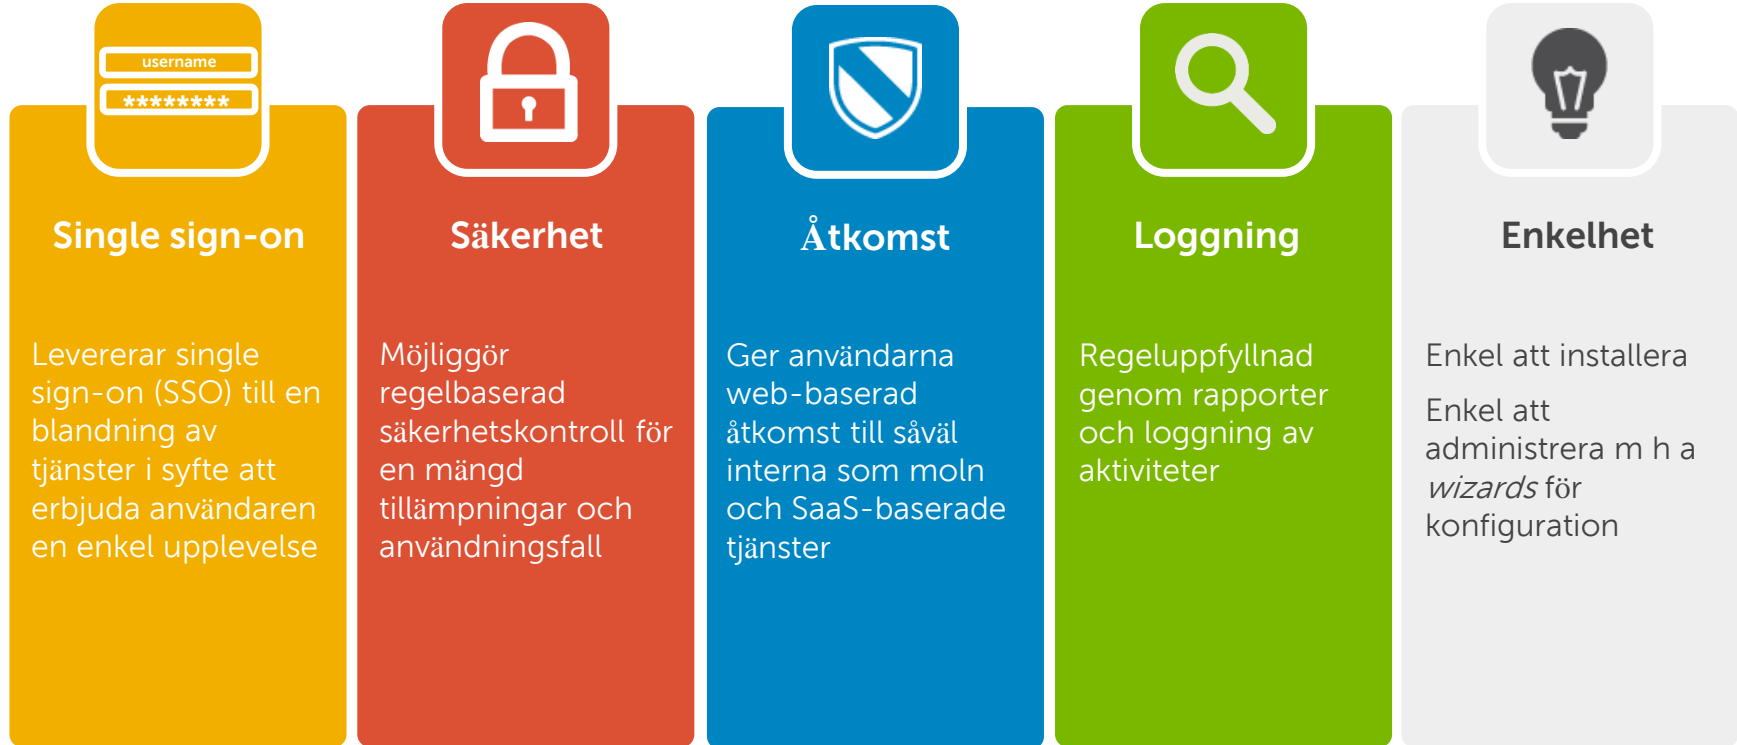 username
********
Single sign-on
Levererar single
sign-on (SSO) till en
blandning av
tjänster i syfte att
erbjuda användaren
en enkel upplevelse
Säkerhet
Möjliggör
regelbaserad
säkerhetskontroll för
en mängd
tillämpningar och
användningsfall
Åtkomst
Ger användarna
web-baserad
åtkomst till såväl
interna som moln
och SaaS-baserade
tjänster
Loggning
Regeluppfyllnad
genom rapporter
och loggning av
aktiviteter
Enkelhet
Enkel att installera
Enkel att
administrera m h a
wizards för
konfiguration